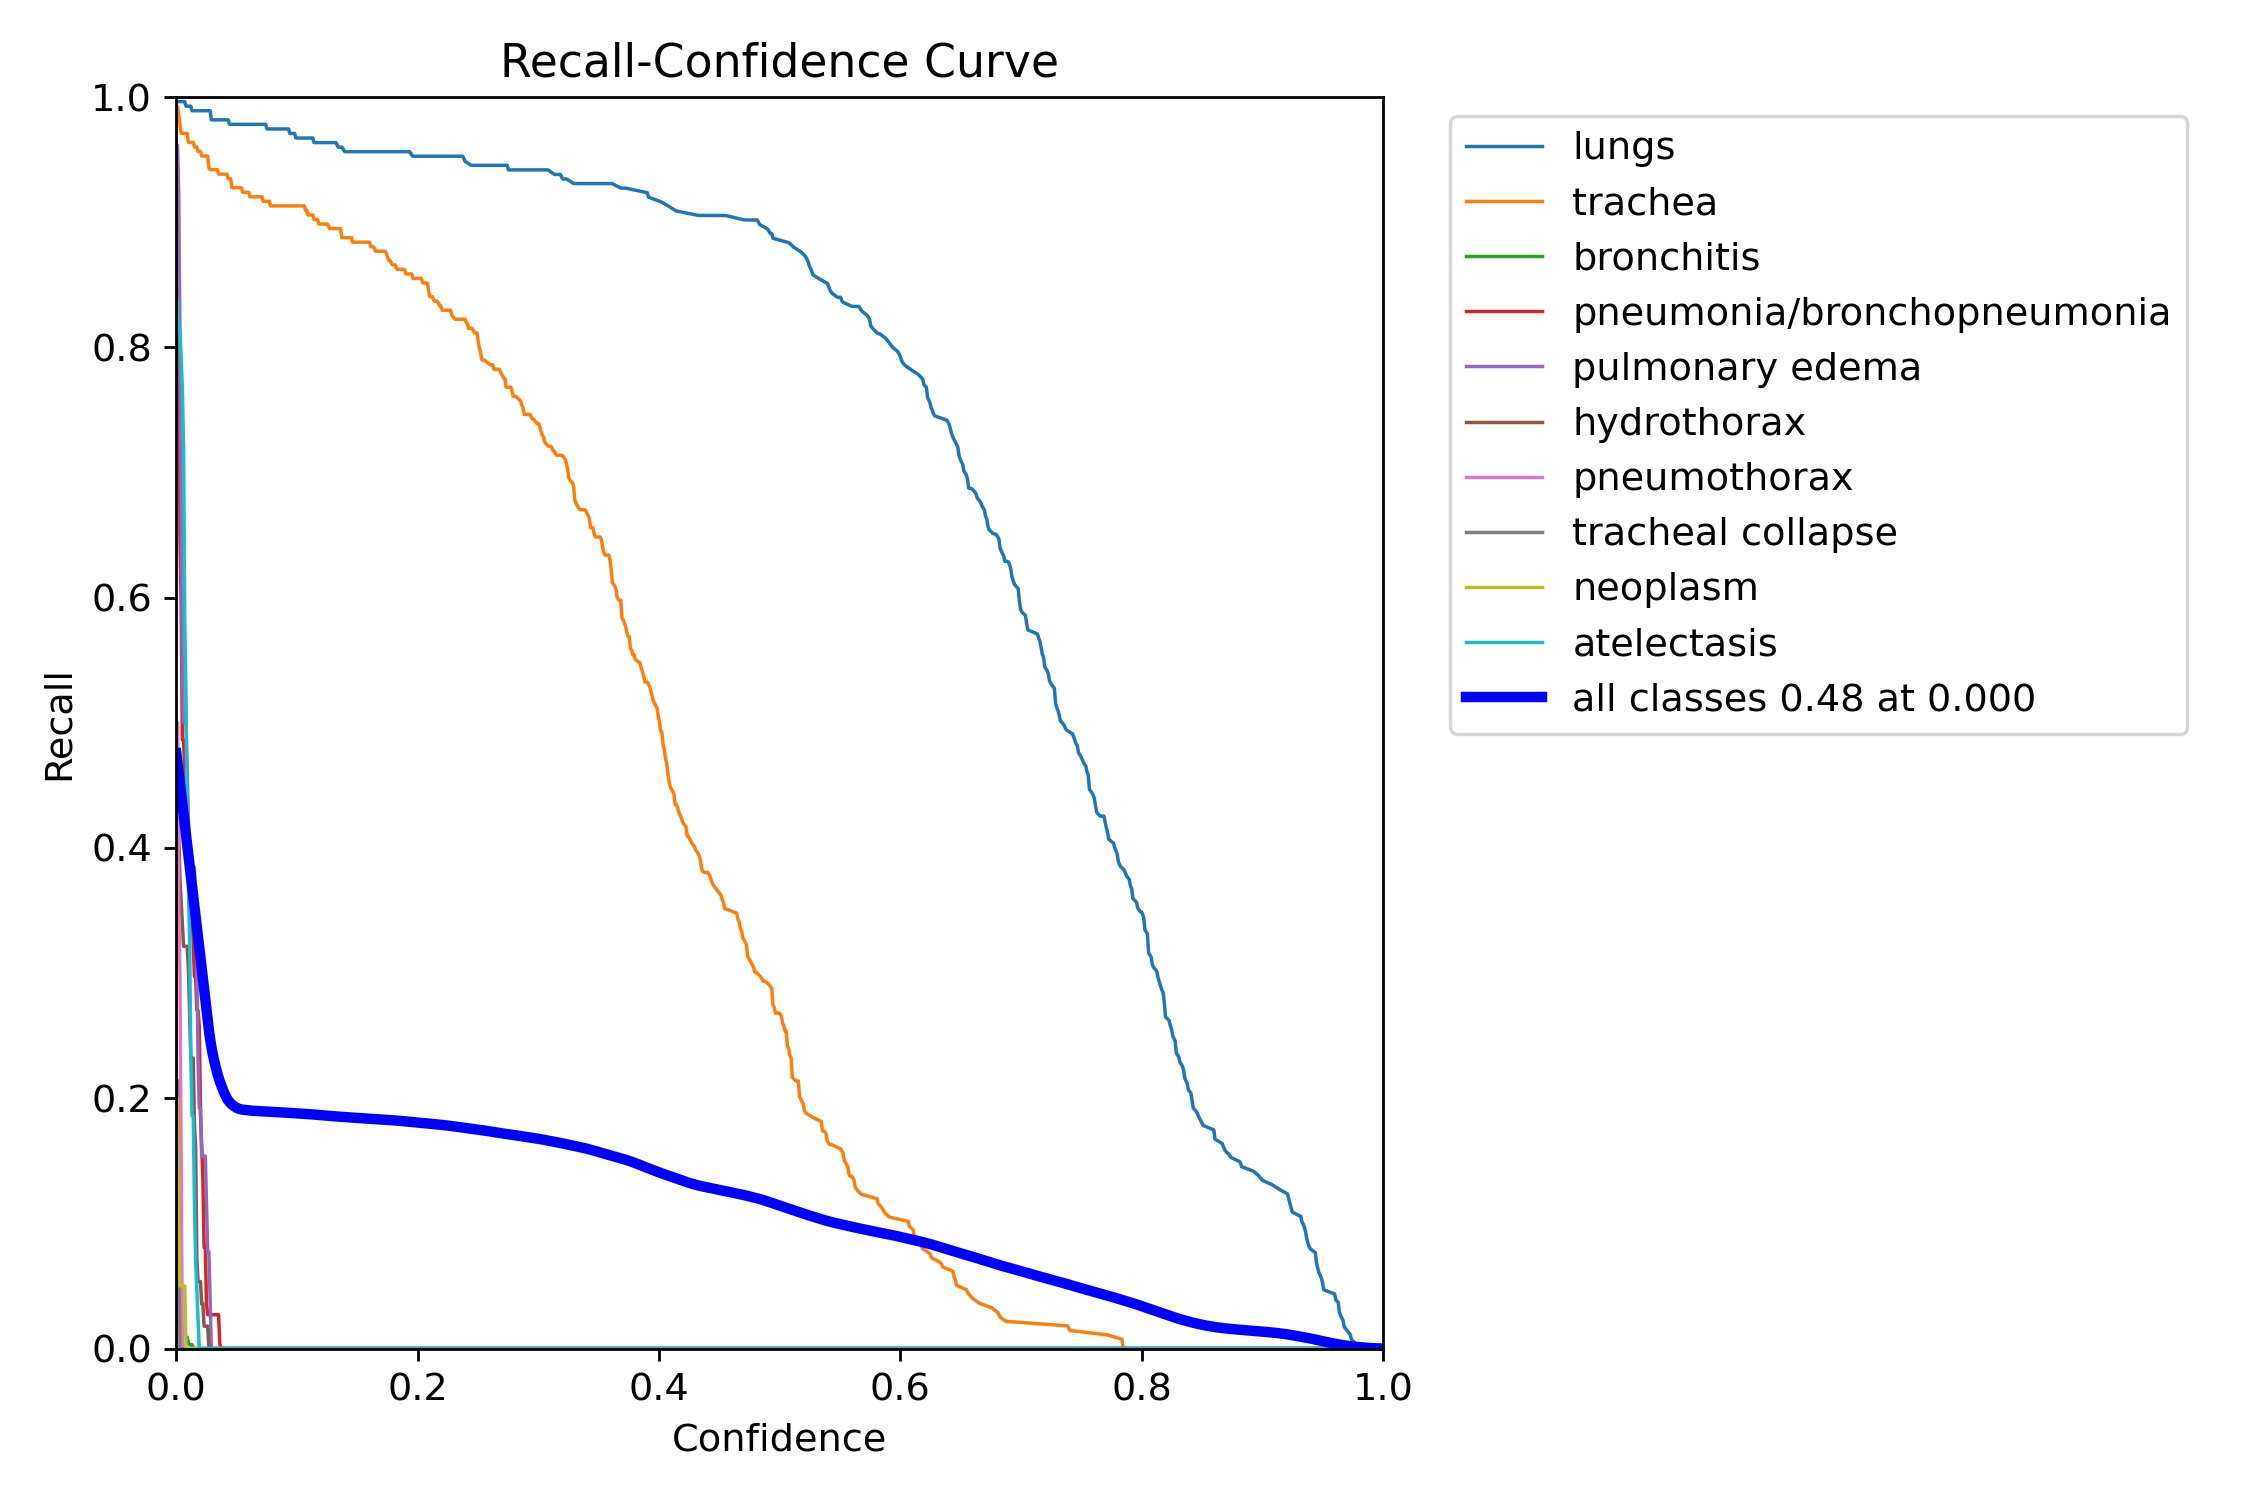 Recall-Confidence Curve
1.0
0.8
0.6
0.4
0.2
0.0
Recall
0.0 0.2 0.4 0.6 0.8 1.0
Confidence
lungs
trachea
bronchitis
pneumonia/bronchopneumonia
pulmonary edema
hydrothorax
pneumothorax
tracheal collapse
neoplasm
atelectasis
all classes 0.48 at 0.000